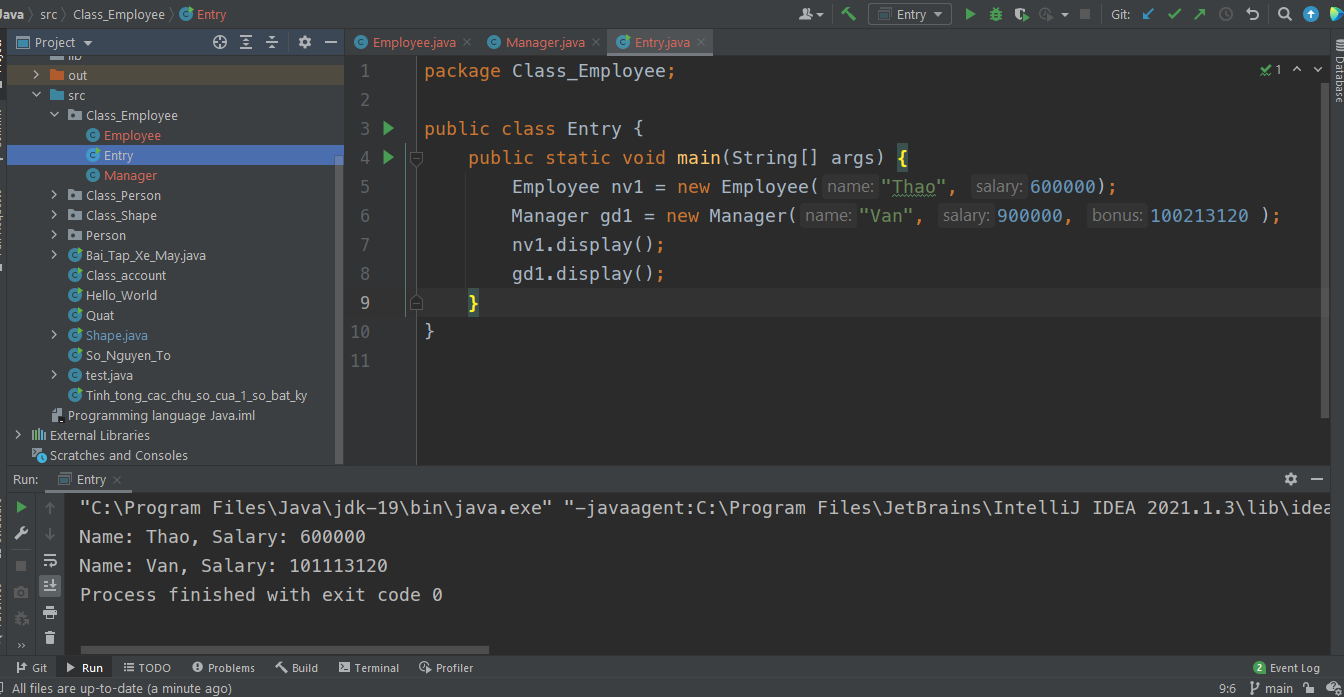 Java src Class_Employee Entry
Entry Git:
Project
Employee.java Manager.java Entry.java
lib
out
src
Class_Employee
Employee
Entry
Manager
Class_Person
Class_Shape
Person
Bai_Tap_Xe_May.java
Class_account
Hello_World
Quat
Shape.java
So_Nguyen_To
test.java
Tinh_tong_cac_chu_so_cua_1_so_bat_ky
Programming language Java.iml
External Libraries
Scratches and Consoles
1 package Class_Employee; 1
2
3 public class Entry {
4 public static void main(String[] args) {
5 Employee nv1 = new Employee( name: "Thao", salary: 600000);
6 Manager gd1 = new Manager( name: "Van", salary: 900000, bonus: 100213120 );
7 nv1.display();
8 gd1.display();
9 }
10 }
11
Database
Run: Entry
"C:\Program Files\Java\jdk-19\bin\java.exe" "-javaagent:C:\Program Files\JetBrains\IntelliJ IDEA 2021.1.3\lib\idea
Name: Thao, Salary: 600000
Name: Van, Salary: 101113120
Process finished with exit code 0
Git Run TODO Problems Build Terminal Profiler 2 Event Log
All files are up-to-date (a minute ago) 9:6 main